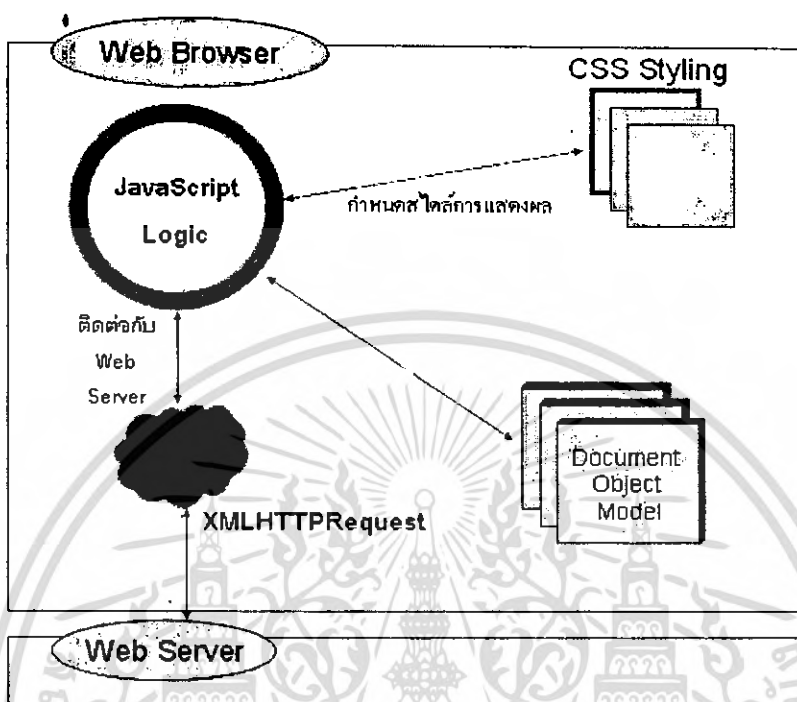 Web Browser
CSS Styling
JavaScript
Logic
กำหนดสไตล์การแสดงผล
ติดต่อกับ
Web
Server
Document
Object
Model
XMLHTTPRequest
Web Server